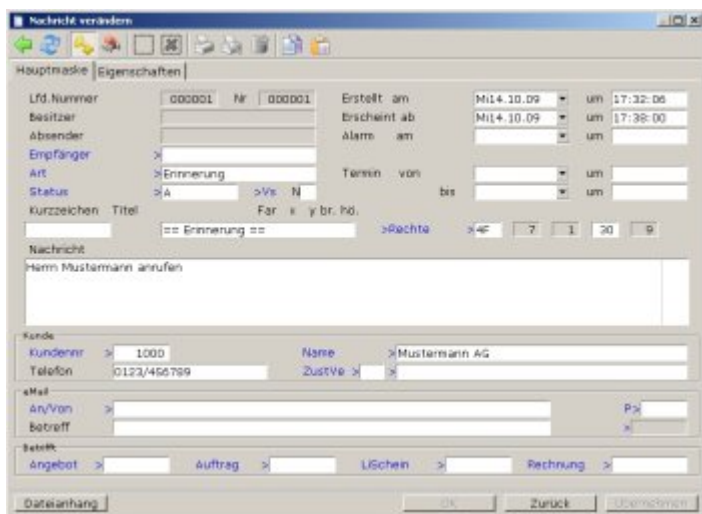 Nachricht verändern
Hauptmaske Eigenschaften
Lfd.Nummer 000001 Nr 000001 Erstellt am Mi14.10.09 um 17:32:06
Besitzer Erscheint ab Mi14.10.09 um 17:38:00
Absender Alarm am um
Empfänger >
Art >Erinnerung Termin von um
Status >A >Vs N bis um
Kurzzeichen Titel Far x y br. hö.
== Erinnerung == >Rechte >4F 7 1 30 9
Nachricht
Herrn Mustermann anrufen
Kunde
Kundennr > 1000 Name >Mustermann AG
Telefon 0123/456789 ZustVe > >
eMail
An/Von > P>
Betreff >
Betrifft
Angebot > Auftrag > LiSchein > Rechnung >
Dateianhang OK Zurück Übernehmen